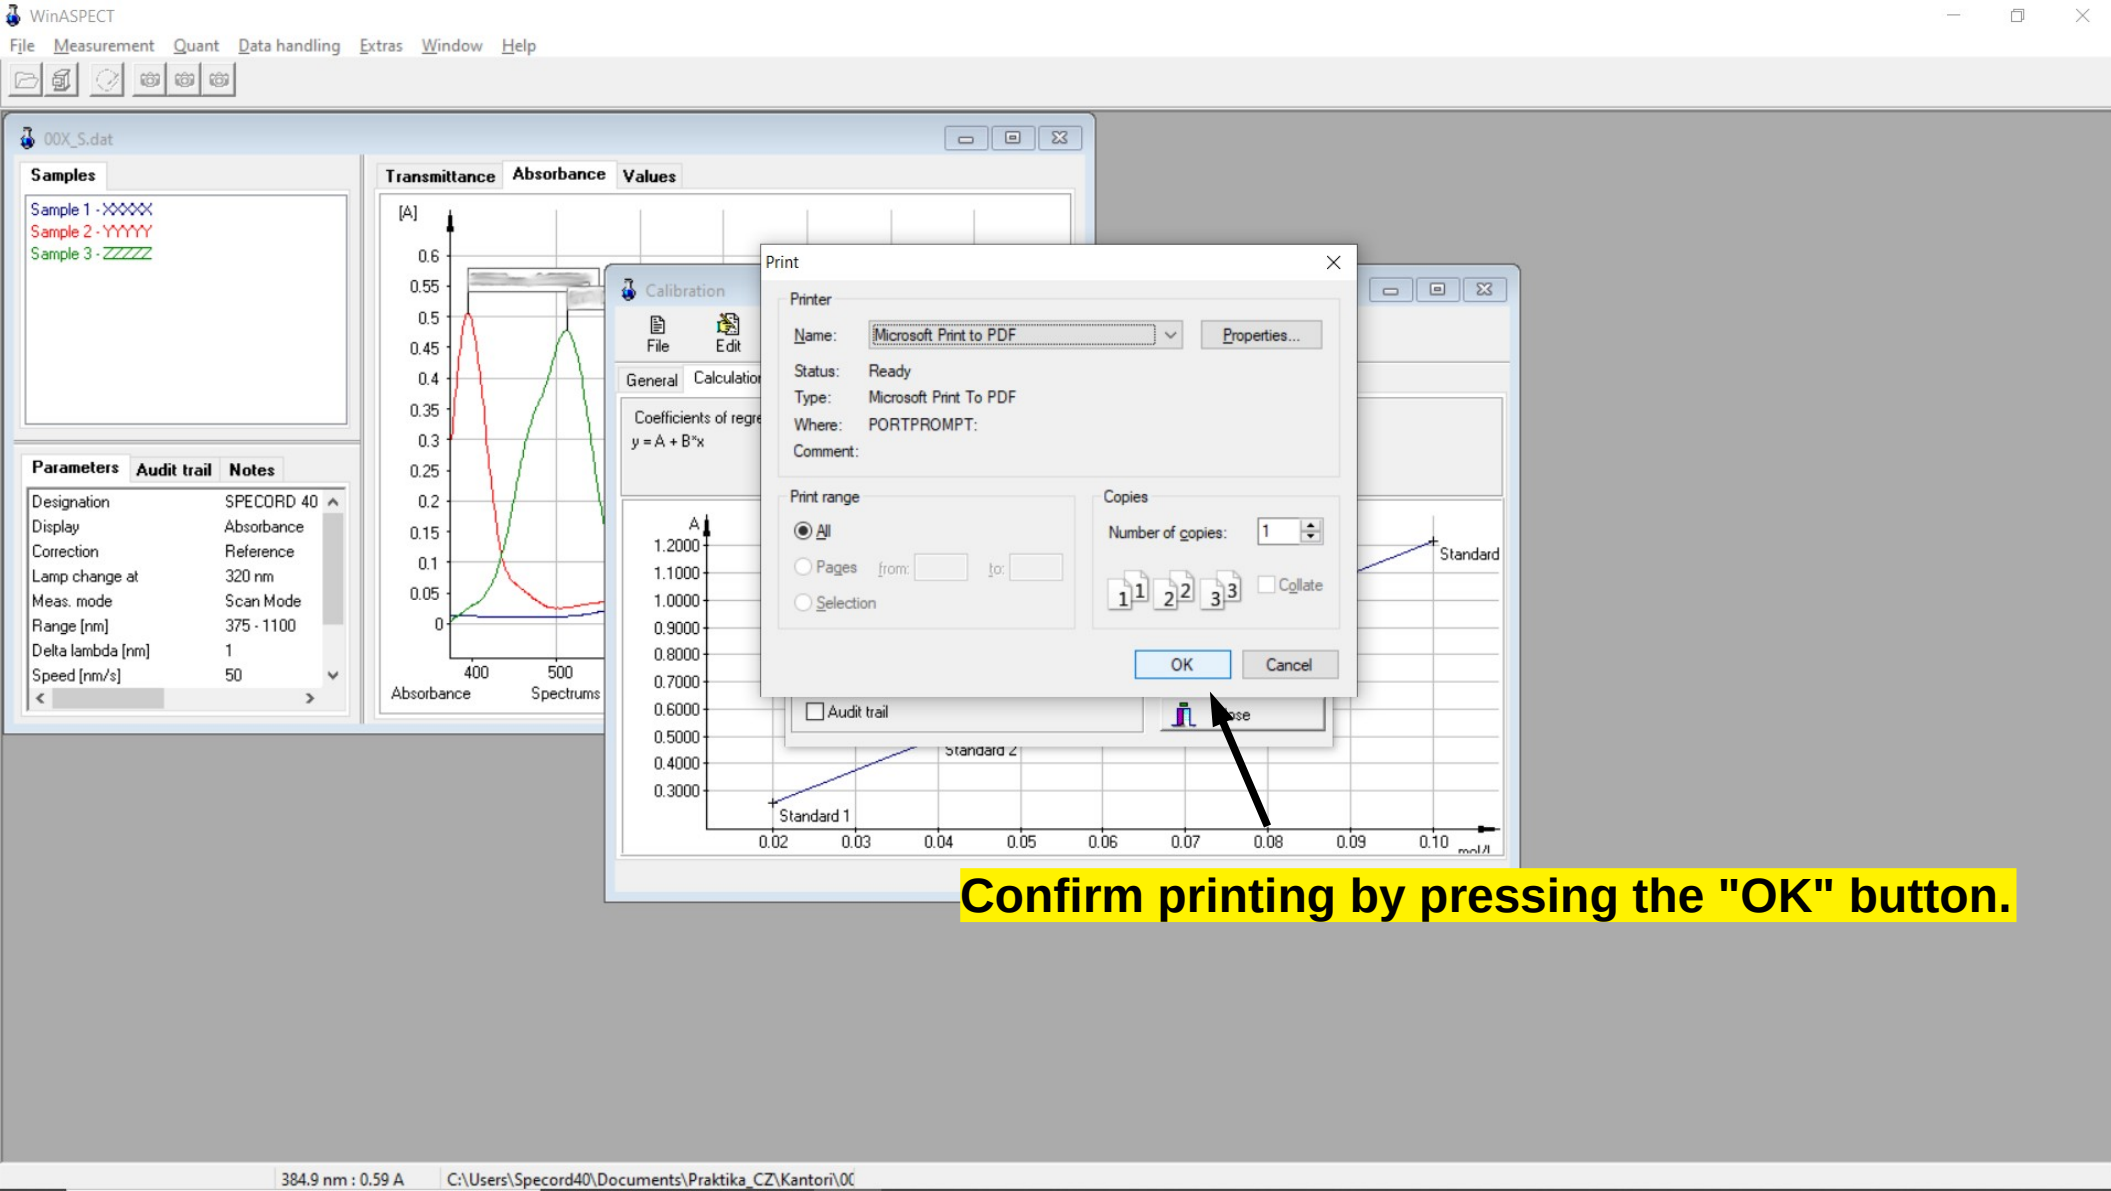 WinASPECT
File Measurement Quant Data handling Extras Window Help
00X_S.dat
Samples
Sample 1 - XXXXX
Sample 2 - YYYYY
Sample 3 - ZZZZZ
Parameters Audit trail Notes
Designation SPECORD 40
Display Absorbance
Correction Reference
Lamp change at 320 nm
Meas. mode Scan Mode
Range [nm] 375 - 1100
Delta lambda [nm] 1
Speed [nm/s] 50
Transmittance Absorbance Values
[A]
0.6
0.55
0.5
0.45
0.4
0.35
0.3
0.25
0.2
0.15
0.1
0.05
0
400 500
Absorbance Spectrums
Calibration
File Edit
General Calculation
Coefficients of regre
y = A + B*x
A
1.2000
1.1000
1.0000
0.9000
0.8000
0.7000
0.6000
0.5000
0.4000
0.3000
Standard
Standard 2
Standard 1
0.02 0.03 0.04 0.05 0.06 0.07 0.08 0.09 0.10 mol/l
Print
Printer
Name: Microsoft Print to PDF Properties...
Status: Ready
Type: Microsoft Print To PDF
Where: PORTPROMPT:
Comment:
Print range
All
Pages from: to:
Selection
Copies
Number of copies: 1
1 1 2 2 3 3 Collate
OK Cancel
Audit trail
ose
Confirm printing by pressing the "OK" button.
384.9 nm : 0.59 A C:\Users\Specord40\Documents\Praktika_CZ\Kantori\00